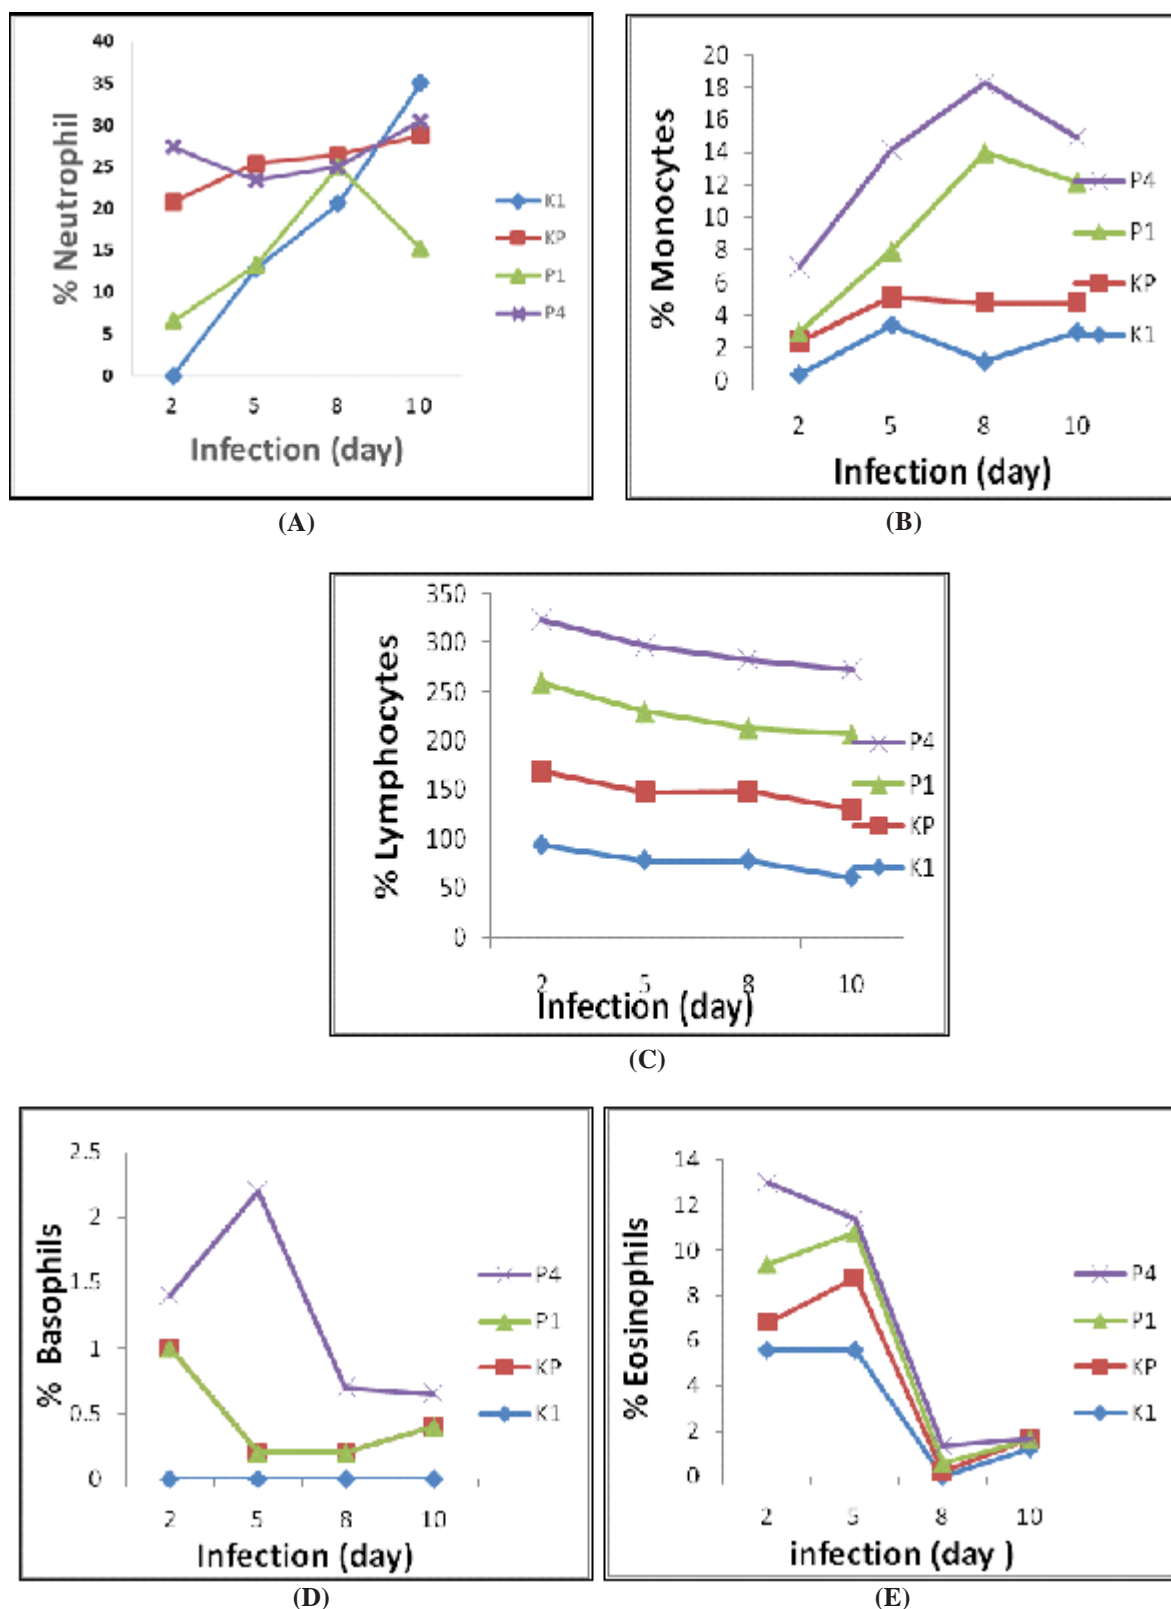 % Neutrophil
40
35
30
25
20
15
10
5
0
2 5 8 10
Infection (day)
K1
KP
P1
P4
(A)
% Monocytes
20
18
16
14
12
10
8
6
4
2
0
2 5 8 10
Infection (day)
P4
P1
KP
K1
(B)
% Lymphocytes
350
300
250
200
150
100
50
0
2 5 8 10
Infection (day)
P4
P1
KP
K1
(C)
% Basophils
2.5
2
1.5
1
0.5
0
2 5 8 10
Infection (day)
P4
P1
KP
K1
(D)
% Eosinophils
14
12
10
8
6
4
2
0
2 5 8 10
infection (day )
P4
P1
KP
K1
(E)